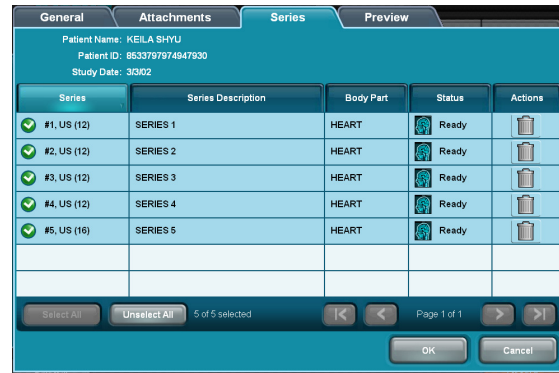 General Attachments Series Preview
Patient Name: KEILA SHYU
Patient ID: 8533797974947930
Study Date: 3/3/02
Series Series Description Body Part Status Actions
#1, US (12) SERIES 1 HEART Ready
#2, US (12) SERIES 2 HEART Ready
#3, US (12) SERIES 3 HEART Ready
#4, US (12) SERIES 4 HEART Ready
#5, US (16) SERIES 5 HEART Ready
Select All Unselect All 5 of 5 selected Page 1 of 1
OK Cancel